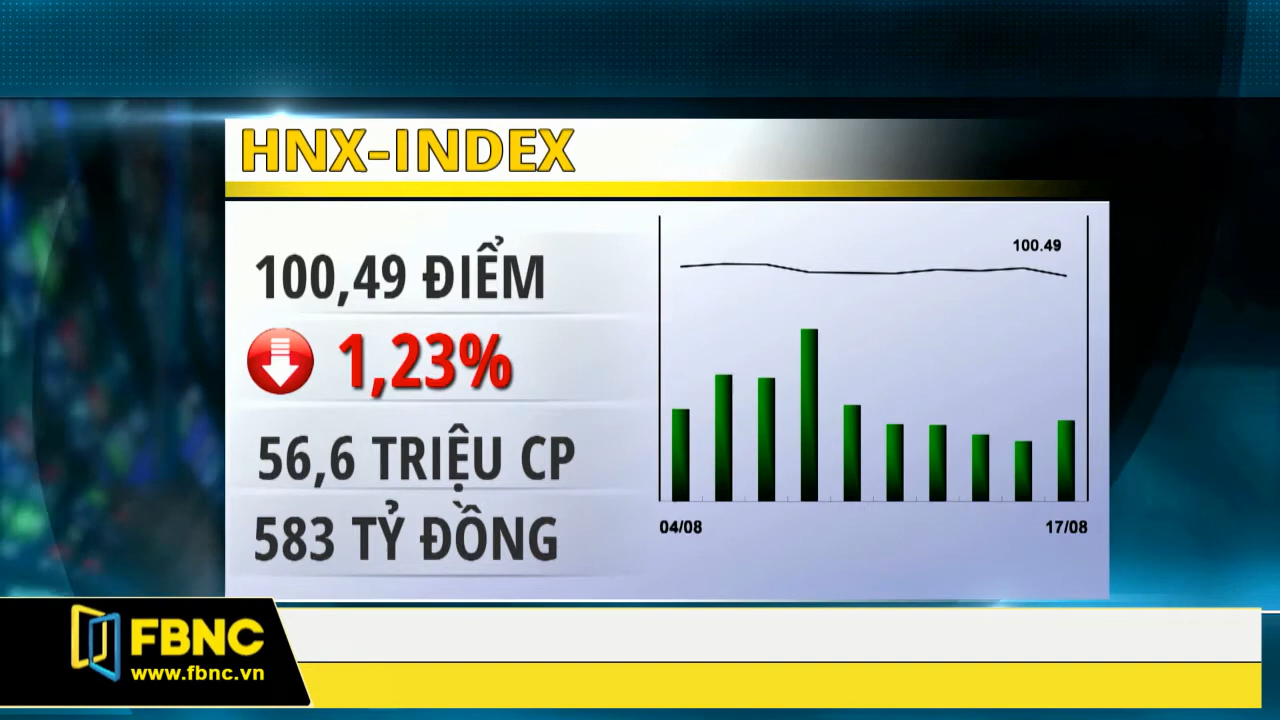 HNX-INDEX
100,49 ĐIỂM
1,23%
56,6 TRIỆU CP
583 TỶ ĐỒNG
100.49
04/08
17/08
FBNC
www.fbnc.vn